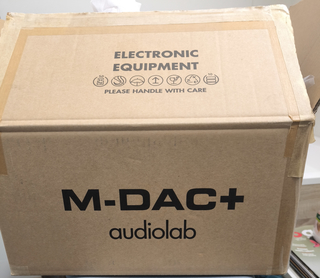 ELECTRONIC
EQUIPMENT
PLEASE HANDLE WITH CARE
M-DAC+
audiolab